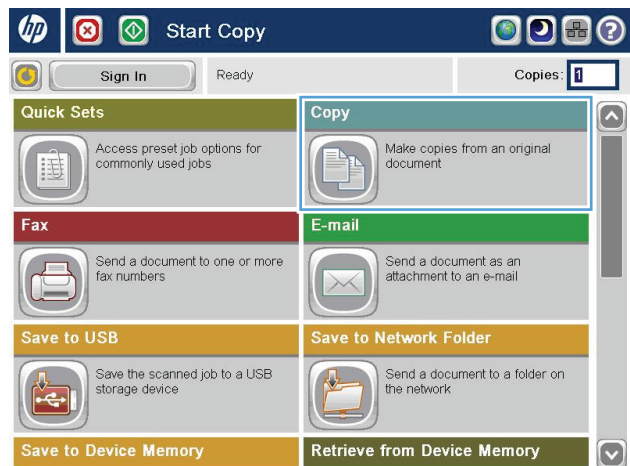 hp
Start Copy
?
Sign In
Ready
Copies: 1
Quick Sets
Access preset job options for
commonly used jobs
Copy
Make copies from an original
document
Fax
Send a document to one or more
fax numbers
E-mail
Send a document as an
attachment to an e-mail
Save to USB
Save the scanned job to a USB
storage device
Save to Network Folder
Send a document to a folder on
the network
Save to Device Memory
Retrieve from Device Memory